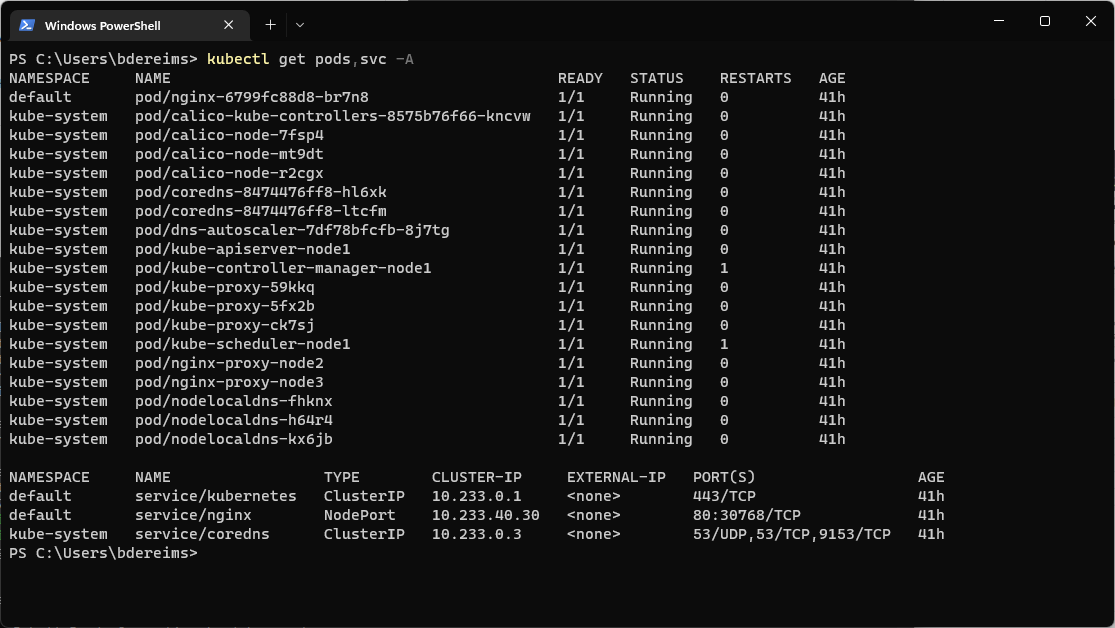 Windows PowerShell
PS C:\Users\bdereims> kubectl get pods,svc -A
NAMESPACE NAME READY STATUS RESTARTS AGE
default pod/nginx-6799fc88d8-br7n8 1/1 Running 0 41h
kube-system pod/calico-kube-controllers-8575b76f66-kncvw 1/1 Running 0 41h
kube-system pod/calico-node-7fsp4 1/1 Running 0 41h
kube-system pod/calico-node-mt9dt 1/1 Running 0 41h
kube-system pod/calico-node-r2cgx 1/1 Running 0 41h
kube-system pod/coredns-8474476ff8-hl6xk 1/1 Running 0 41h
kube-system pod/coredns-8474476ff8-ltcfm 1/1 Running 0 41h
kube-system pod/dns-autoscaler-7df78bfcfb-8j7tg 1/1 Running 0 41h
kube-system pod/kube-apiserver-node1 1/1 Running 0 41h
kube-system pod/kube-controller-manager-node1 1/1 Running 1 41h
kube-system pod/kube-proxy-59kkq 1/1 Running 0 41h
kube-system pod/kube-proxy-5fx2b 1/1 Running 0 41h
kube-system pod/kube-proxy-ck7sj 1/1 Running 0 41h
kube-system pod/kube-scheduler-node1 1/1 Running 1 41h
kube-system pod/nginx-proxy-node2 1/1 Running 0 41h
kube-system pod/nginx-proxy-node3 1/1 Running 0 41h
kube-system pod/nodelocaldns-fhknx 1/1 Running 0 41h
kube-system pod/nodelocaldns-h64r4 1/1 Running 0 41h
kube-system pod/nodelocaldns-kx6jb 1/1 Running 0 41h
NAMESPACE NAME TYPE CLUSTER-IP EXTERNAL-IP PORT(S) AGE
default service/kubernetes ClusterIP 10.233.0.1 <none> 443/TCP 41h
default service/nginx NodePort 10.233.40.30 <none> 80:30768/TCP 41h
kube-system service/coredns ClusterIP 10.233.0.3 <none> 53/UDP,53/TCP,9153/TCP 41h
PS C:\Users\bdereims>